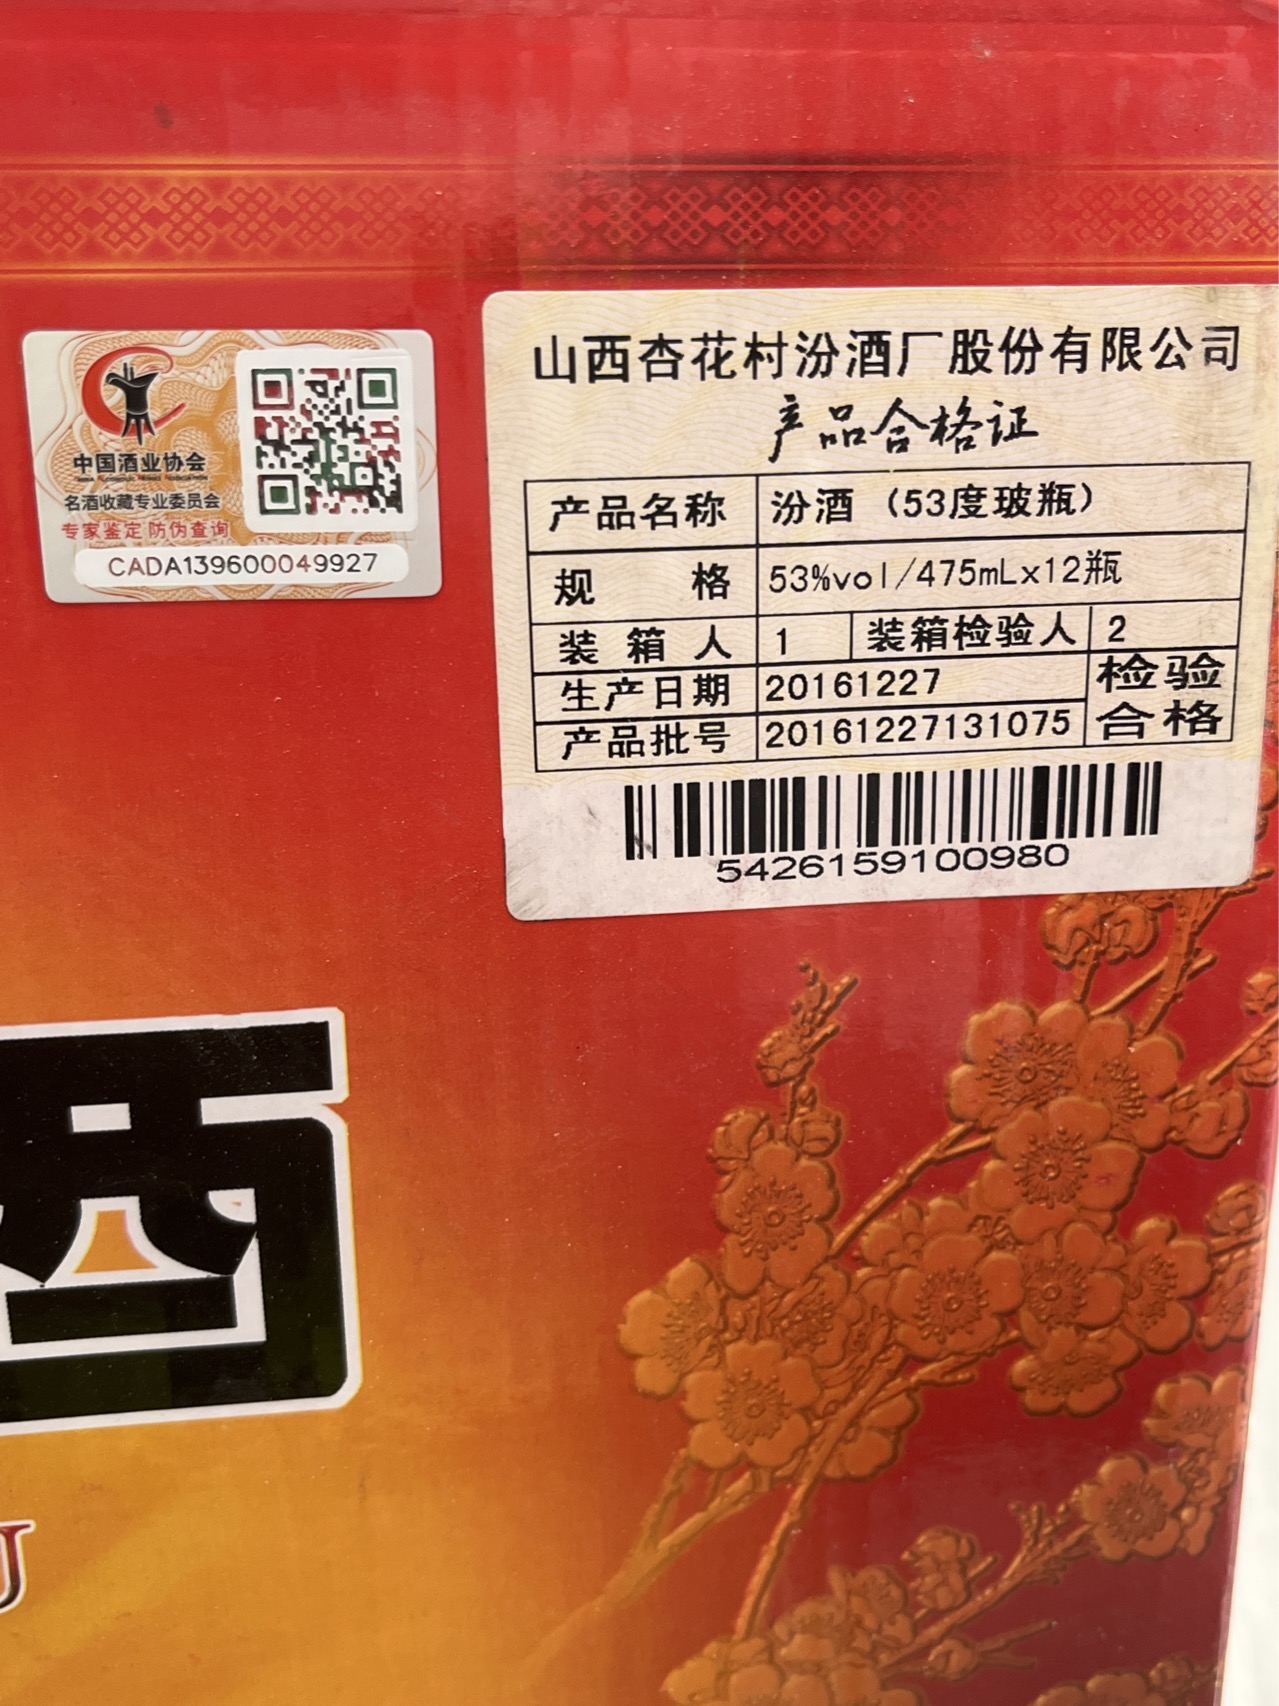 中国酒业协会
名酒收藏专业委员会
专家鉴定 防伪查询
CADA139600049927
山西杏花村汾酒厂股份有限公司
产品合格证
产品名称 汾酒（53度玻瓶）
规 格 53%vol/475mLx12瓶
装箱人 1 装箱检验人 2
生产日期 20161227 检验
产品批号 20161227131075 合格
5426159100980
酒
U